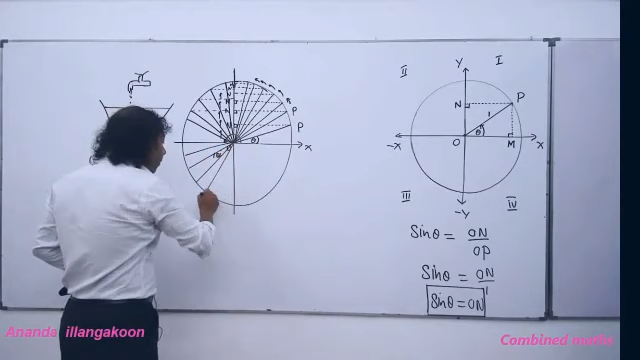 Y
II
I
P
N
1
θ
-X
O
M
X
III
-Y
IV
P
P
θ
X
Sinθ = ON
OP
Sinθ = ON
1
Sinθ = ON
Ananda illangakoon
Combined maths